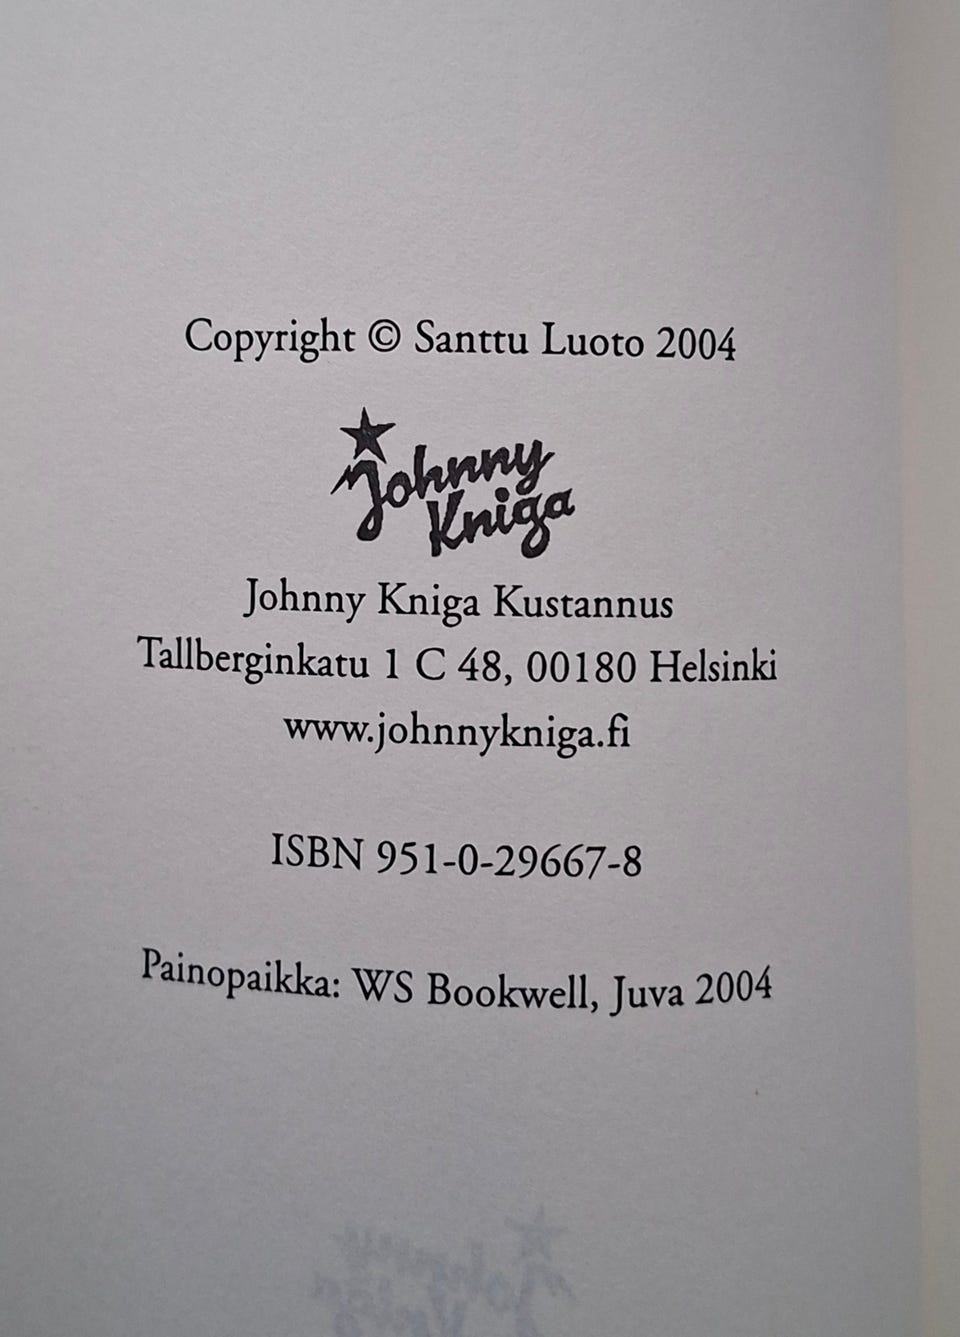 Copyright © Santtu Luoto 2004
Johnny
Kniga
Johnny Kniga Kustannus
Tallberginkatu 1 C 48, 00180 Helsinki
www.johnnykniga.fi
ISBN 951-0-29667-8
Painopaikka: WS Bookwell, Juva 2004